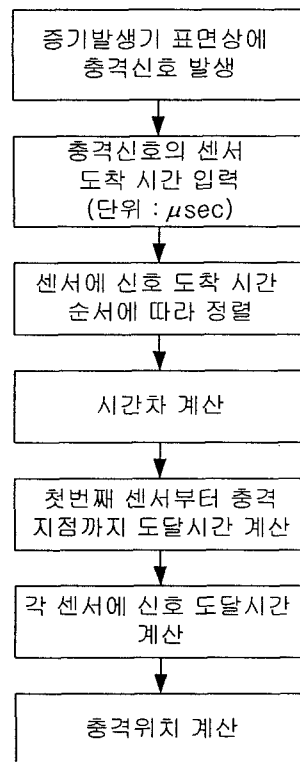 증기발생기 표면상에
충격신호 발생
충격신호의 센서
도착 시간 입력
(단위 : μsec)
센서에 신호 도착 시간
순서에 따라 정렬
시간차 계산
첫번째 센서부터 충격
지점까지 도달시간 계산
각 센서에 신호 도달시간
계산
충격위치 계산